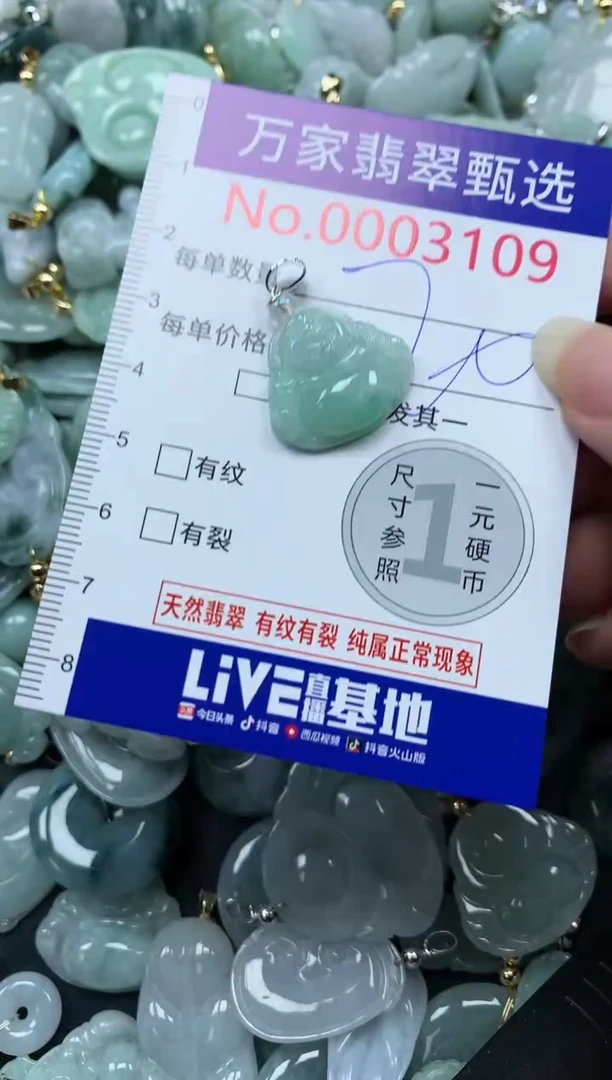 万家翡翠甄选
No.0003109
0
1
2
3
4
5
6
7
8
每单数量
每单价格
发其一
有纹
有裂
尺寸参照
1
一元硬币
天然翡翠 有纹有裂 纯属正常现象
LiVE直播基地
今日头条 抖音 西瓜视频 抖音火山版